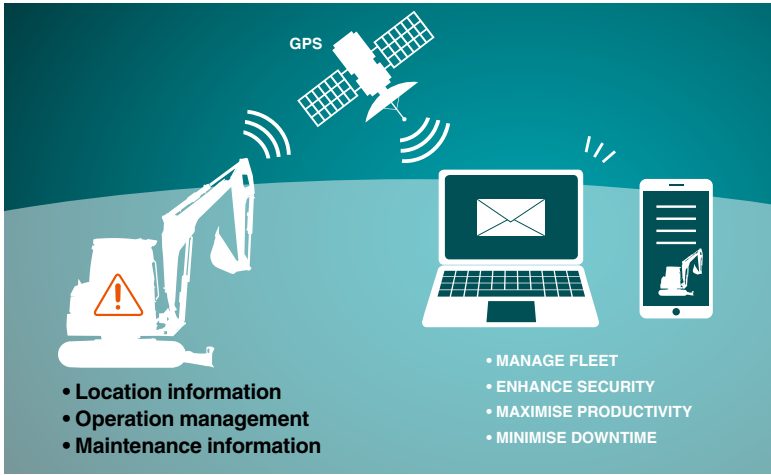 GPS
• Location information
• Operation management
• Maintenance information
• MANAGE FLEET
• ENHANCE SECURITY
• MAXIMISE PRODUCTIVITY
• MINIMISE DOWNTIME